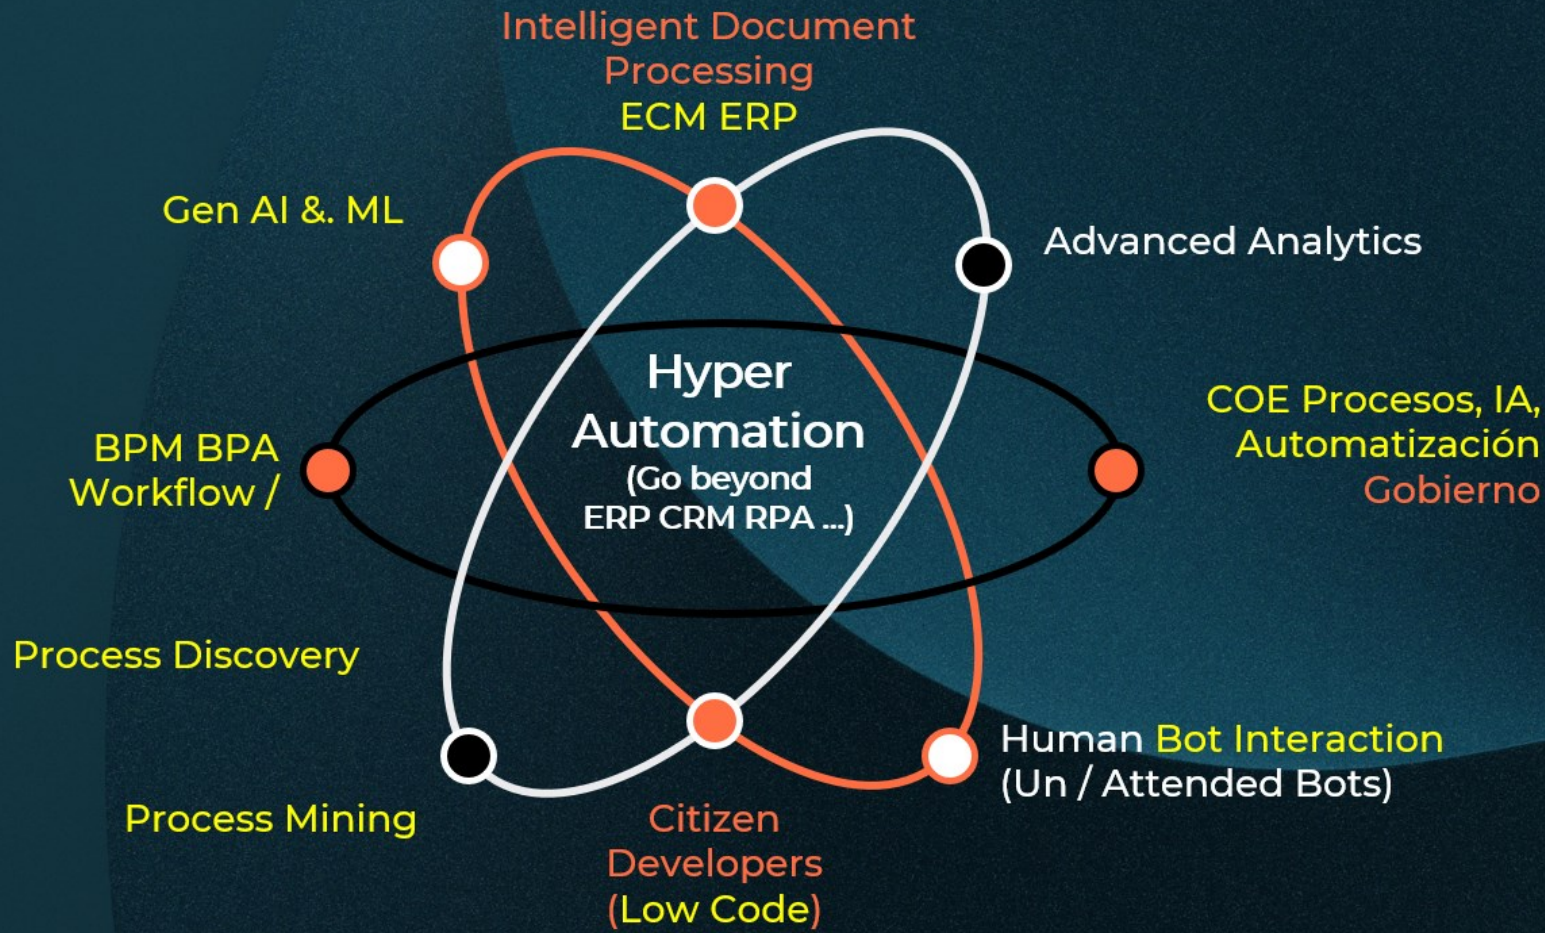 Intelligent Document
Processing
ECM ERP
Gen AI &. ML
Advanced Analytics
Hyper
Automation
(Go beyond
ERP CRM RPA ...)
BPM BPA
Workflow /
COE Procesos, IA,
Automatización
Gobierno
Process Discovery
Process Mining
Citizen
Developers
(Low Code)
Human Bot Interaction
(Un / Attended Bots)